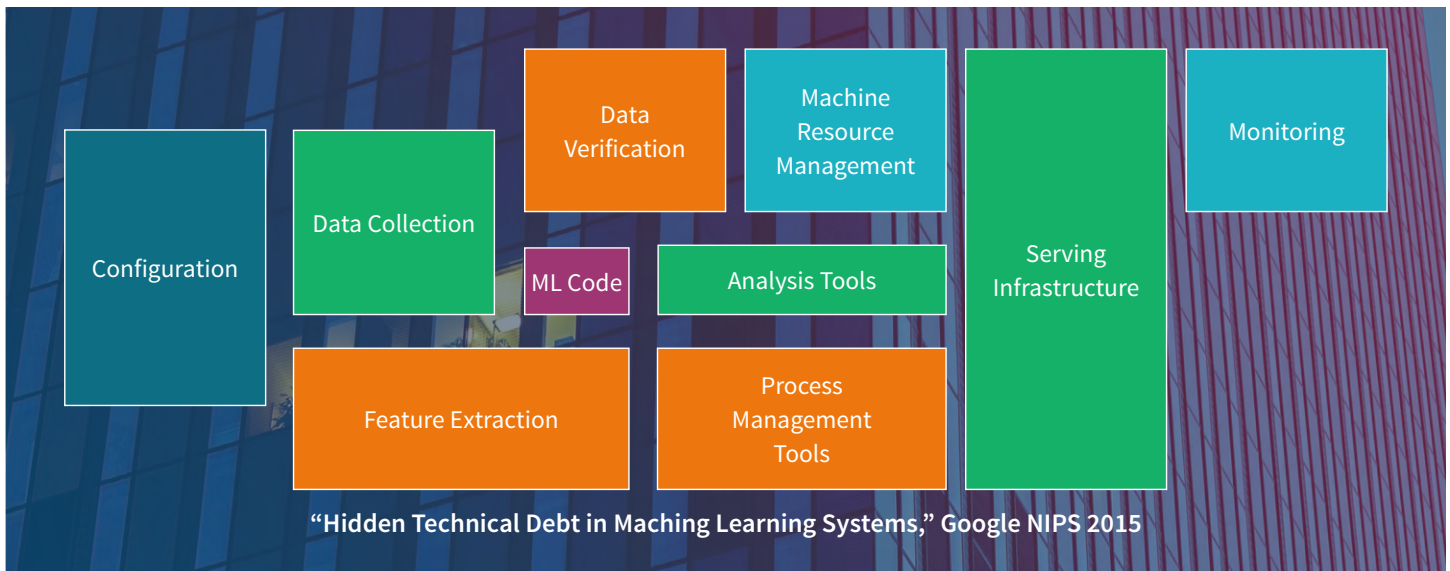 Configuration
Data Collection
Data
Verification
ML Code
Feature Extraction
Machine
Resource
Management
Analysis Tools
Process
Management
Tools
Serving
Infrastructure
Monitoring
“Hidden Technical Debt in Maching Learning Systems,” Google NIPS 2015